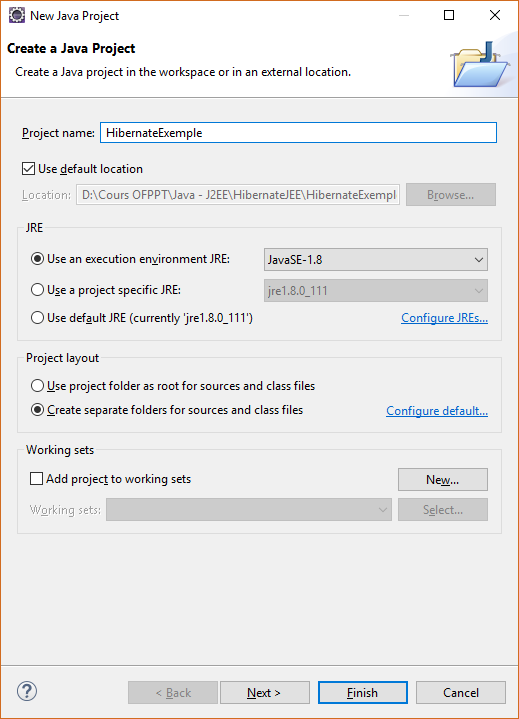 New Java Project
Create a Java Project
Create a Java project in the workspace or in an external location.
Project name: HibernateExemple
Use default location
Location: D:\Cours OFPPT\Java - J2EE\HibernateJEE\HibernateExempl Browse...
JRE
Use an execution environment JRE: JavaSE-1.8
Use a project specific JRE: jre1.8.0_111
Use default JRE (currently 'jre1.8.0_111') Configure JREs...
Project layout
Use project folder as root for sources and class files
Create separate folders for sources and class files Configure default...
Working sets
Add project to working sets New...
Working sets: Select...
? < Back Next > Finish Cancel